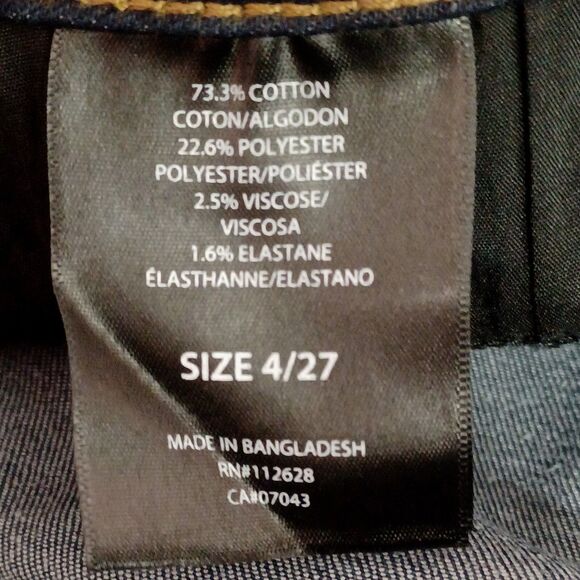 73.3% COTTON
COTON/ALGODON
22.6% POLYESTER
POLYESTER/POLIÉSTER
2.5% VISCOSE/
VISCOSA
1.6% ELASTANE
ÉLASTHANNE/ELASTANO
SIZE 4/27
MADE IN BANGLADESH
RN#112628
CA#07043